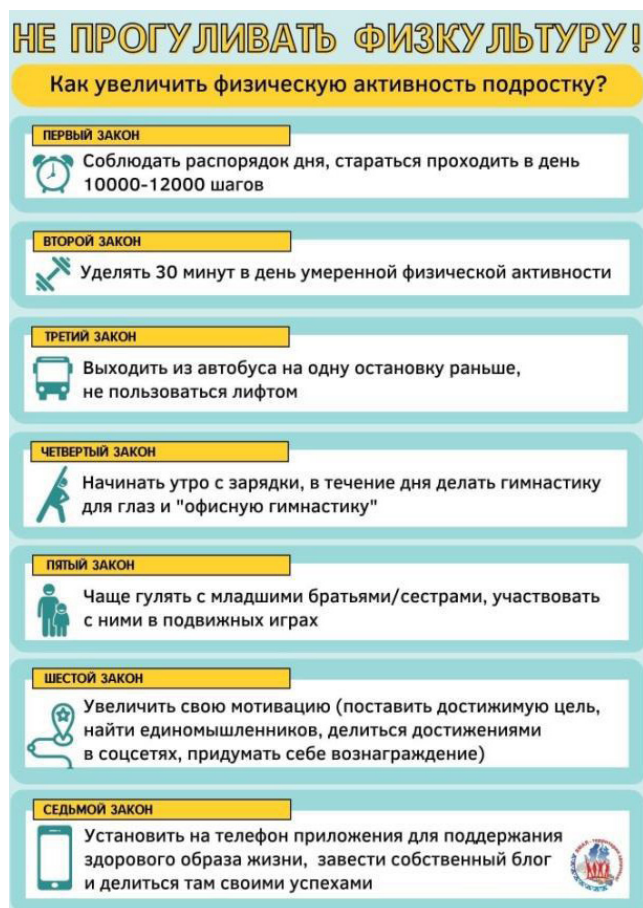 НЕ ПРОГУЛИВАТЬ ФИЗКУЛЬТУРУ!
Как увеличить физическую активность подростку?
ПЕРВЫЙ ЗАКОН
Соблюдать распорядок дня, стараться проходить в день
10000-12000 шагов
ВТОРОЙ ЗАКОН
Уделять 30 минут в день умеренной физической активности
ТРЕТИЙ ЗАКОН
Выходить из автобуса на одну остановку раньше,
не пользоваться лифтом
ЧЕТВЕРТЫЙ ЗАКОН
Начинать утро с зарядки, в течение дня делать гимнастику
для глаз и "офисную гимнастику"
ПЯТЫЙ ЗАКОН
Чаще гулять с младшими братьями/сестрами, участвовать
с ними в подвижных играх
ШЕСТОЙ ЗАКОН
Увеличить свою мотивацию (поставить достижимую цель,
найти единомышленников, делиться достижениями
в соцсетях, придумать себе вознаграждение)
СЕДЬМОЙ ЗАКОН
Установить на телефон приложения для поддержания
здорового образа жизни, завести собственный блог
и делиться там своими успехами